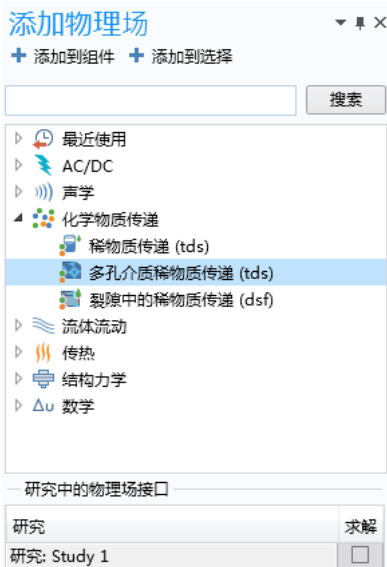 添加物理场
添加到组件 添加到选择
搜索
最近使用
AC/DC
声学
化学物质传递
稀物质传递 (tds)
多孔介质稀物质传递 (tds)
裂隙中的稀物质传递 (dsf)
流体流动
传热
结构力学
Δu 数学
研究中的物理场接口
研究 求解
研究: Study 1